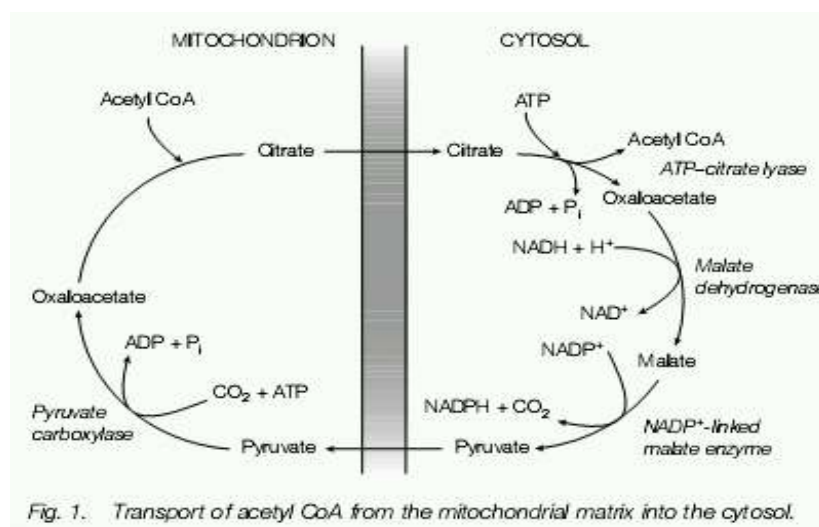 MITOCHONDRION
CYTOSOL
Acetyl CoA
Citrate
Oxaloacetate
ADP + Pi
CO2 + ATP
Pyruvate
carboxylase
Pyruvate
ATP
Citrate
Acetyl CoA
ATP–citrate lyase
Oxaloacetate
ADP + Pi
NADH + H+
Malate
dehydrogenase
NAD+
NADP+
Malate
NADPH + CO2
NADP+-linked
malate enzyme
Pyruvate
Fig. 1. Transport of acetyl CoA from the mitochondrial matrix into the cytosol.